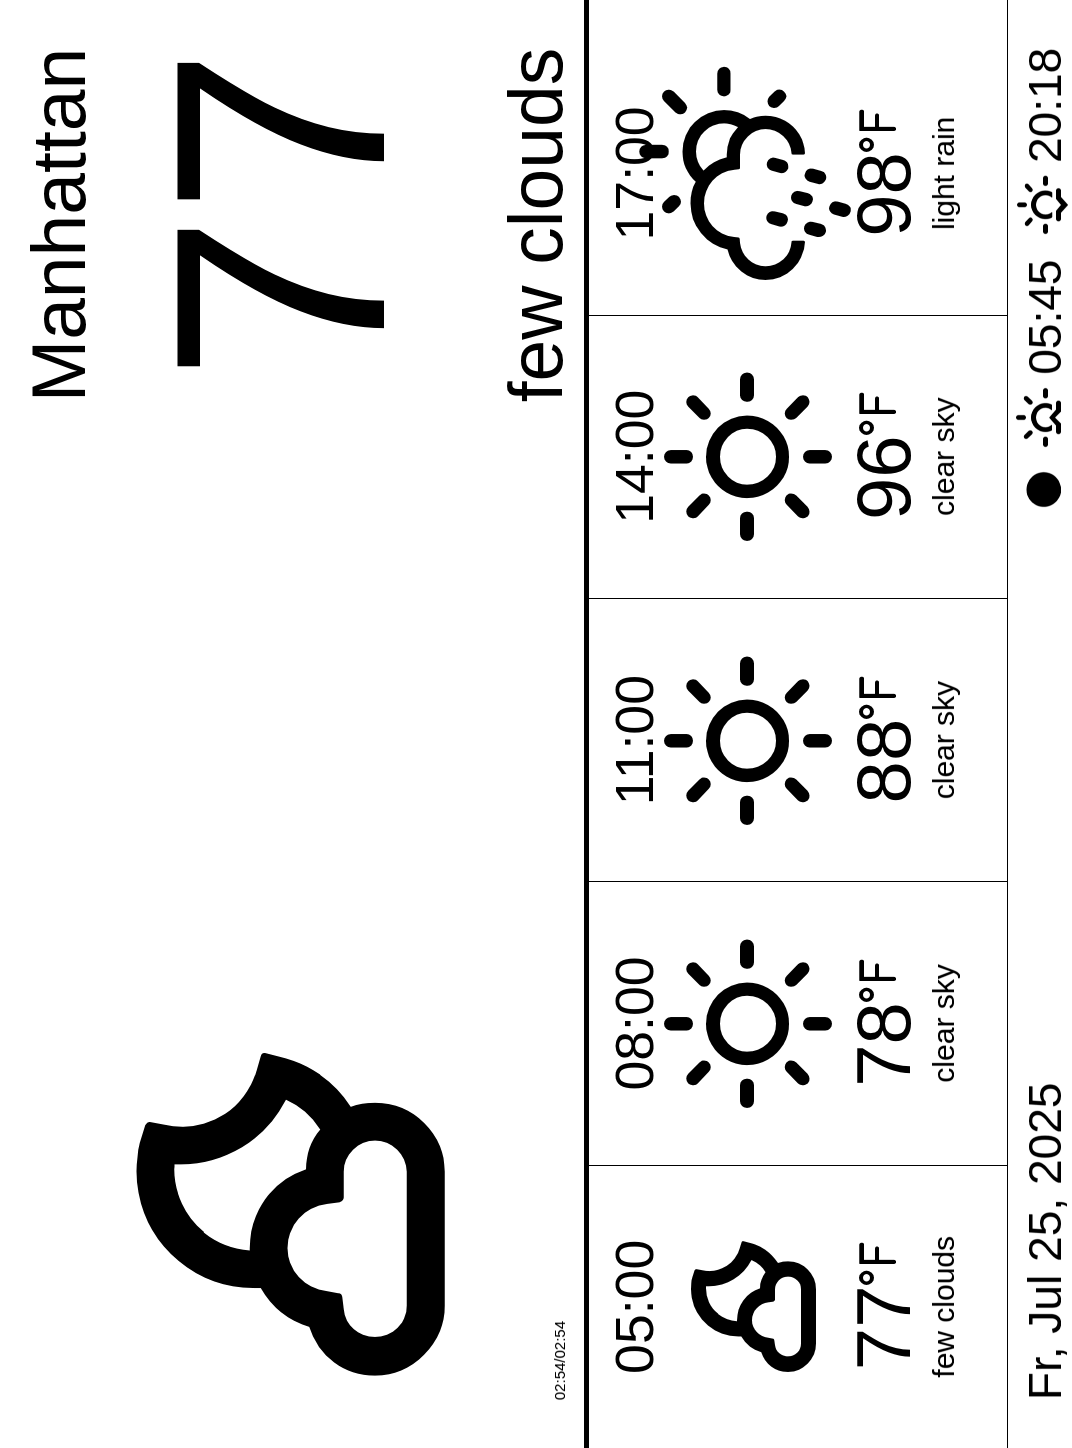 Manhattan
77
few clouds
02:54/02:54
05:00
77°F
few clouds
08:00
78°F
clear sky
11:00
88°F
clear sky
14:00
96°F
clear sky
17:00
98°F
light rain
Fr, Jul 25, 2025
05:45 20:18